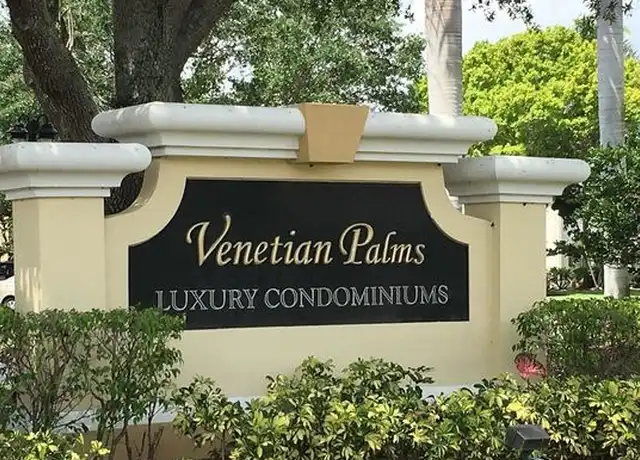 Venetian Palms
LUXURY CONDOMINIUMS